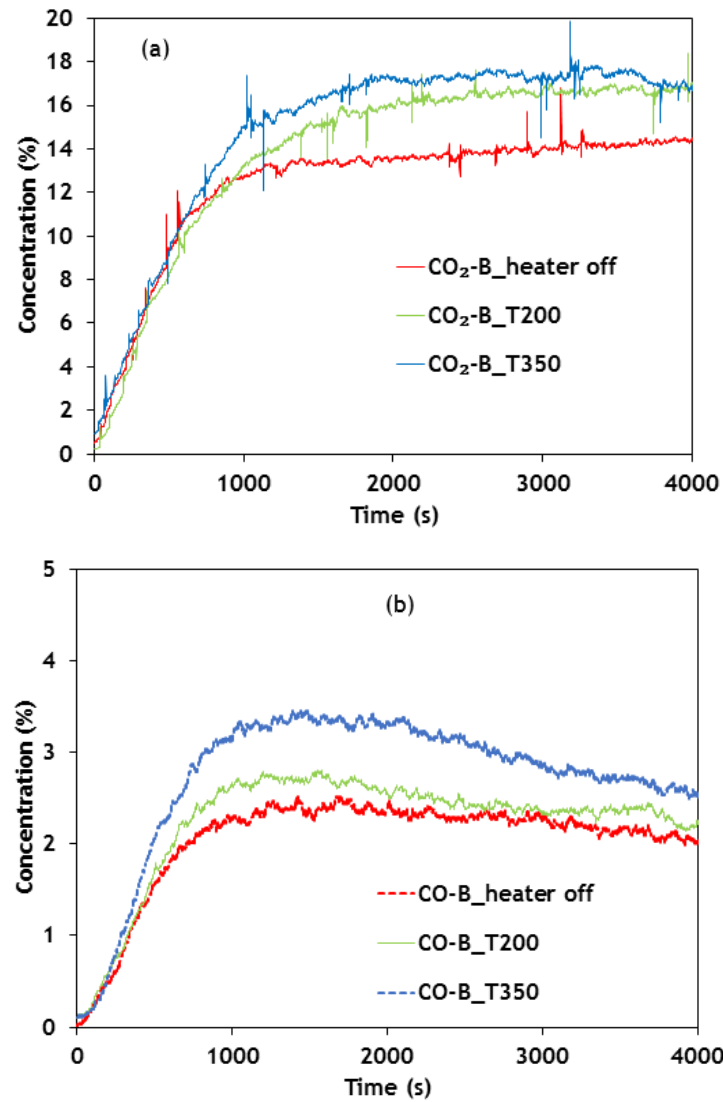 (a)
Concentration (%)
20
18
16
14
12
10
8
6
4
2
0
CO₂-B_heater off
CO₂-B_T200
CO₂-B_T350
0 1000 2000 3000 4000
Time (s)
(b)
Concentration (%)
5
4
3
2
1
0
CO-B_heater off
CO-B_T200
CO-B_T350
0 1000 2000 3000 4000
Time (s)